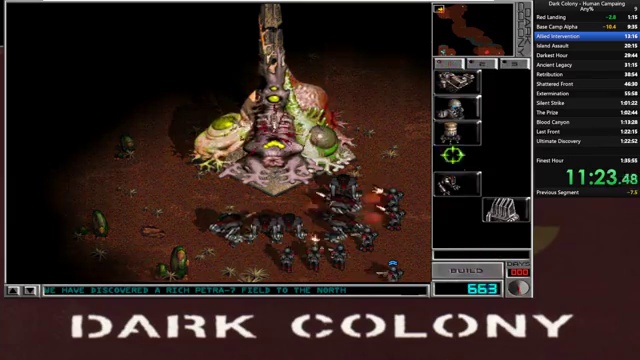 Dark Colony - Human Campaing
Any% 9
Red Landing -2.8 1:15
Base Camp Alpha -10.4 9:35
Allied Intervention 13:16
Island Assault 20:15
Darkest Hour 29:44
Ancient Legacy 31:15
Retribution 38:54
Shattered Front 46:30
Extermination 55:58
Silent Strike 1:01:22
The Prize 1:02:44
Blood Canyon 1:13:28
Last Front 1:22:15
Ultimate Discovery 1:22:52
Finest Hour 1:35:55
11:23.48
Previous Segment -7.5
DARK COLONY
BUILD
DAYS
000
663
WE HAVE DISCOVERED A RICH PETRA-7 FIELD TO THE NORTH
DARK COLONY